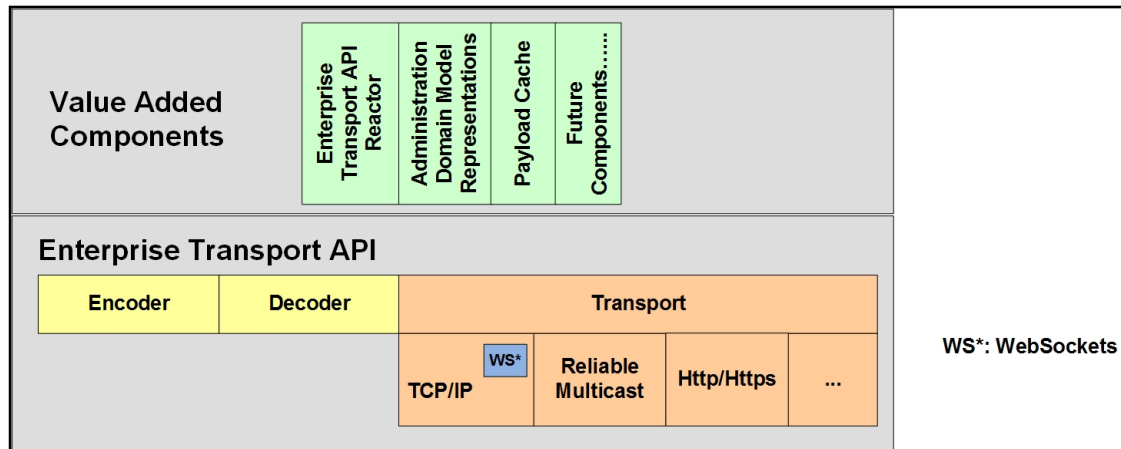 Value Added
Components
Enterprise
Transport API
Reactor
Administration
Domain Model
Representations
Payload Cache
Future
Components......
Enterprise Transport API
Encoder
Decoder
Transport
TCP/IP
WS*
Reliable
Multicast
Http/Https
...
WS*: WebSockets